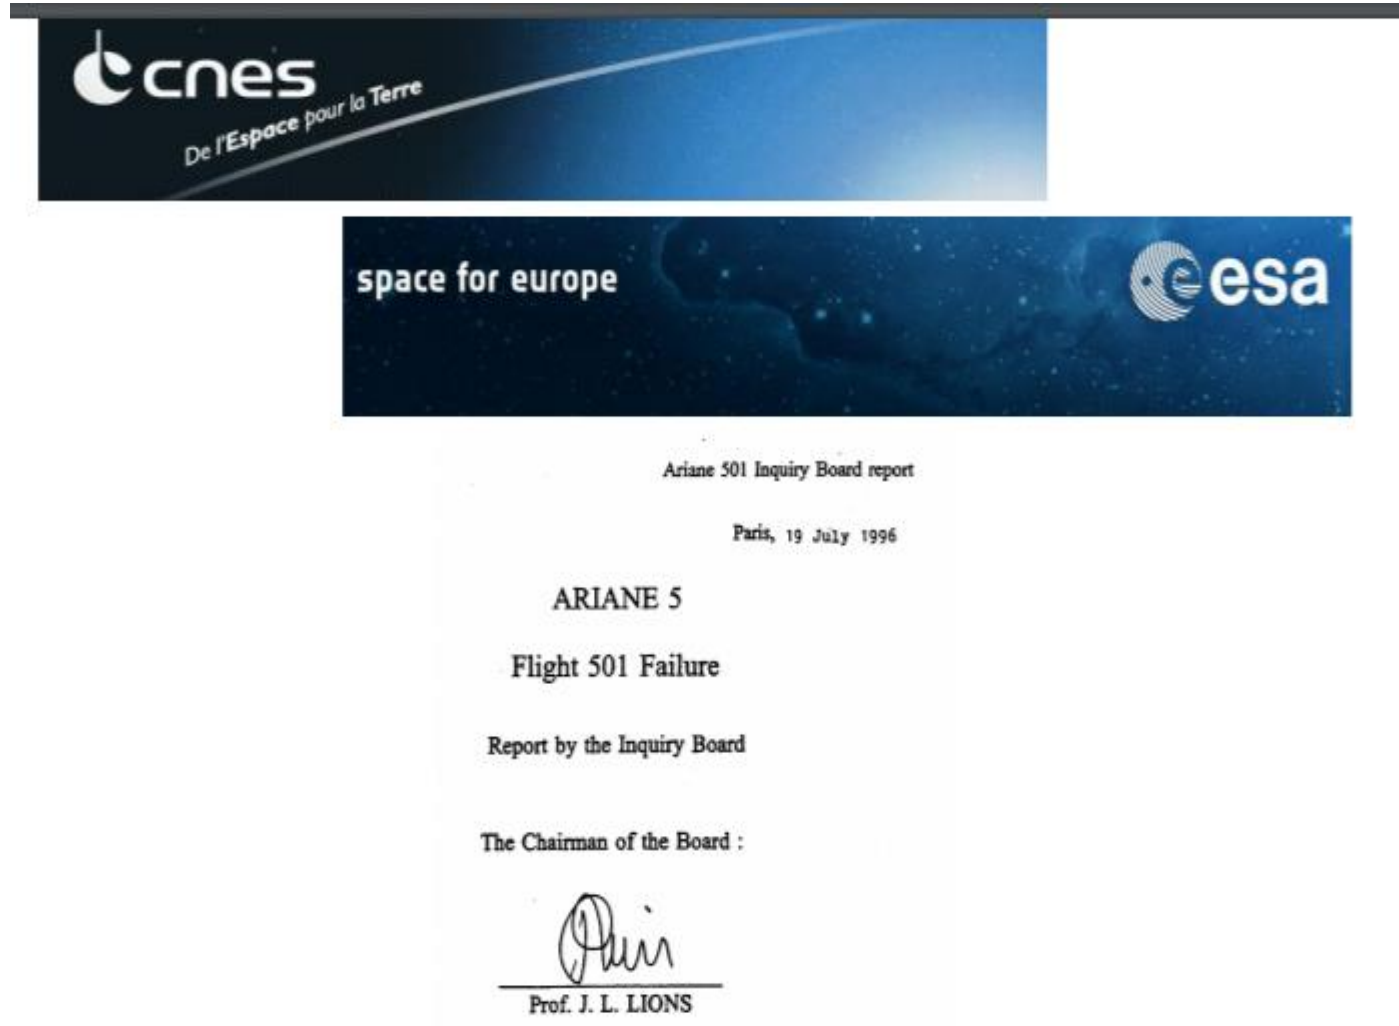 cnes
De l'Espace pour la Terre
space for europe
esa
Ariane 501 Inquiry Board report
Paris, 19 July 1996
ARIANE 5
Flight 501 Failure
Report by the Inquiry Board
The Chairman of the Board :
Prof. J. L. LIONS